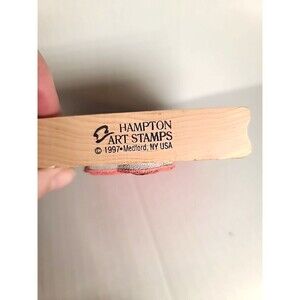 HAMPTON
ART STAMPS
© 1997•Medford, NY USA